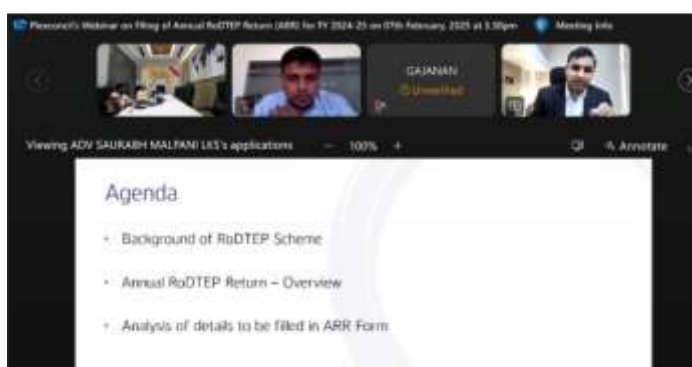 Plexconcil's Webinar on Filing of Annual RoDTEP Return (ARR) for FY 2024-25 on 07th February, 2025 at 3.30pm Meeting Info
GAJANAN
Unverified
Viewing ADV SAURABH MALPANI LKS's applications − 100% + Annotate
Agenda
• Background of RoDTEP Scheme
• Annual RoDTEP Return – Overview
• Analysis of details to be filled in ARR Form